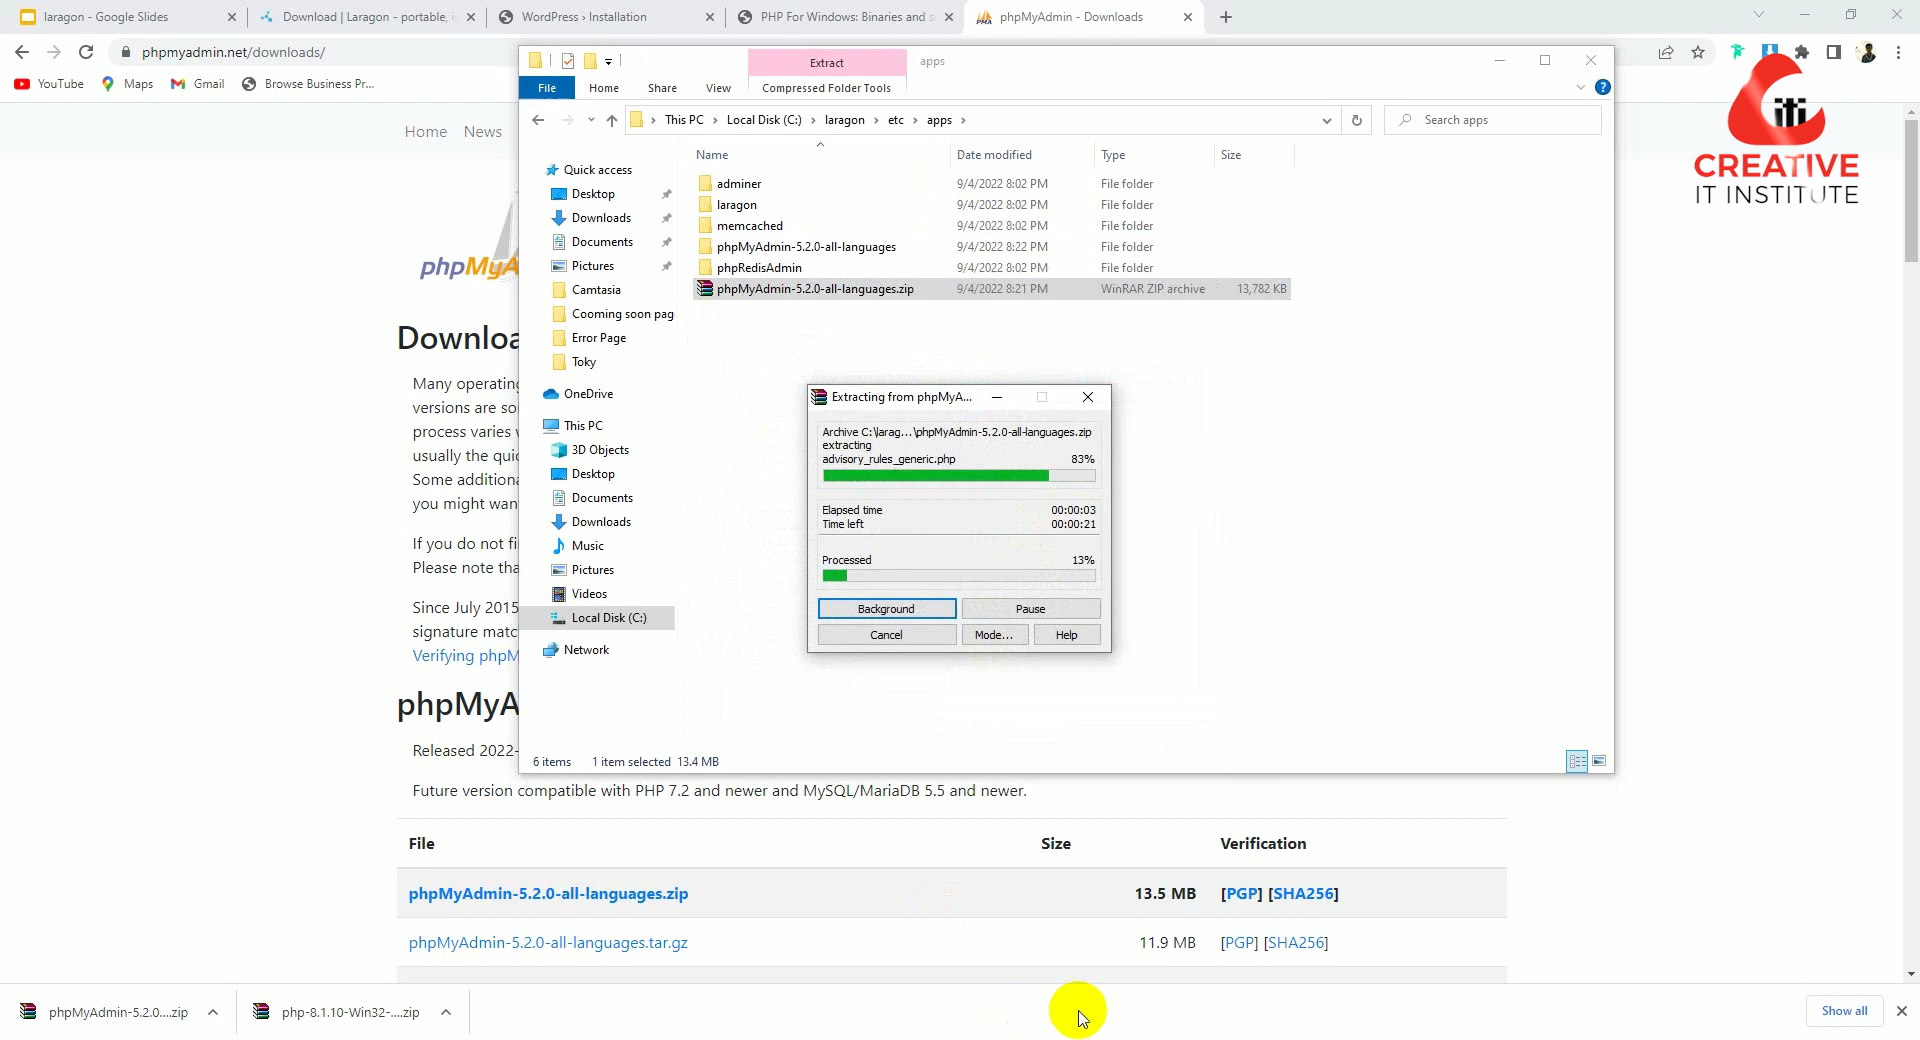 laragon - Google Slides
Download | Laragon - portable, i
WordPress › Installation
PHP For Windows: Binaries and s
phpMyAdmin - Downloads
phpmyadmin.net/downloads/
YouTube
Maps
Gmail
Browse Business Pr...
Home
News
Extract
apps
File
Home
Share
View
Compressed Folder Tools
This PC
Local Disk (C:)
laragon
etc
apps
Search apps
iti
CREATIVE
IT INSTITUTE
Name
Date modified
Type
Size
Quick access
Desktop
Downloads
Documents
Pictures
Camtasia
Cooming soon pag
Error Page
Toky
OneDrive
This PC
3D Objects
Desktop
Documents
Downloads
Music
Pictures
Videos
Local Disk (C:)
Network
adminer 9/4/2022 8:02 PM File folder
laragon 9/4/2022 8:02 PM File folder
memcached 9/4/2022 8:02 PM File folder
phpMyAdmin-5.2.0-all-languages 9/4/2022 8:22 PM File folder
phpRedisAdmin 9/4/2022 8:02 PM File folder
phpMyAdmin-5.2.0-all-languages.zip 9/4/2022 8:21 PM WinRAR ZIP archive 13,782 KB
Extracting from phpMyA...
Archive C:\larag...\phpMyAdmin-5.2.0-all-languages.zip
extracting
advisory_rules_generic.php 83%
Elapsed time 00:00:03
Time left 00:00:21
Processed 13%
Background
Pause
Cancel
Mode...
Help
6 items 1 item selected 13.4 MB
phpMyA
Downloa
Many operating
versions are so
process varies
usually the quic
Some additiona
you might wan
If you do not fi
Please note tha
Since July 2015
signature matc
Verifying phpM
phpMyA
Released 2022-
Future version compatible with PHP 7.2 and newer and MySQL/MariaDB 5.5 and newer.
File Size Verification
phpMyAdmin-5.2.0-all-languages.zip 13.5 MB [PGP] [SHA256]
phpMyAdmin-5.2.0-all-languages.tar.gz 11.9 MB [PGP] [SHA256]
phpMyAdmin-5.2.0....zip
php-8.1.10-Win32-....zip
Show all